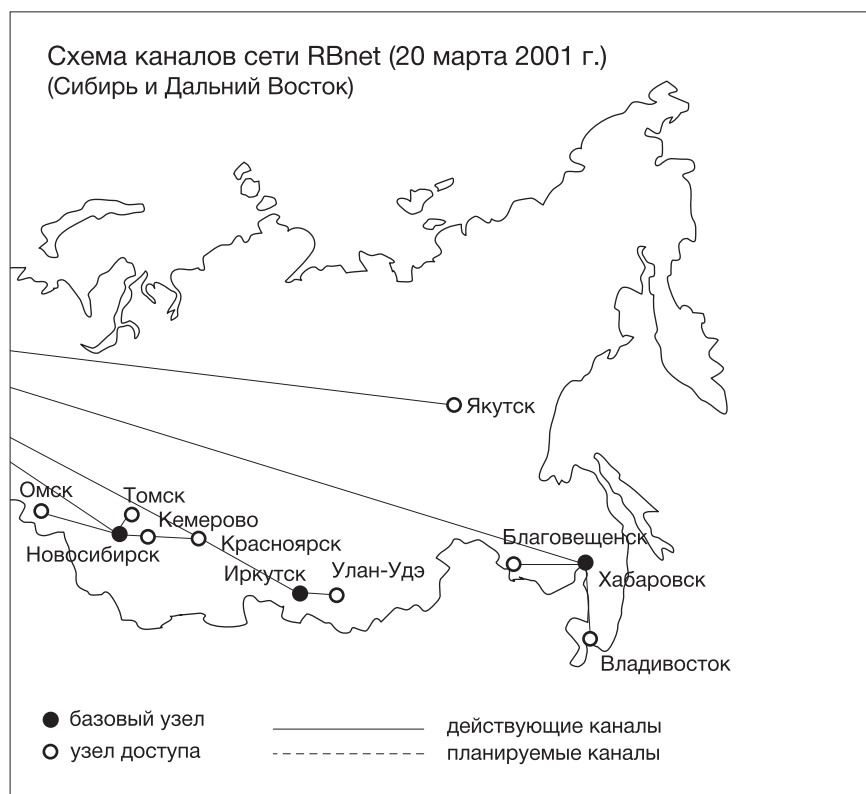 Схема каналов сети RBnet (20 марта 2001 г.)
(Сибирь и Дальний Восток)
Якутск
Омск
Томск
Кемерово
Новосибирск
Красноярск
Иркутск
Улан-Удэ
Благовещенск
Хабаровск
Владивосток
базовый узел
узел доступа
действующие каналы
планируемые каналы